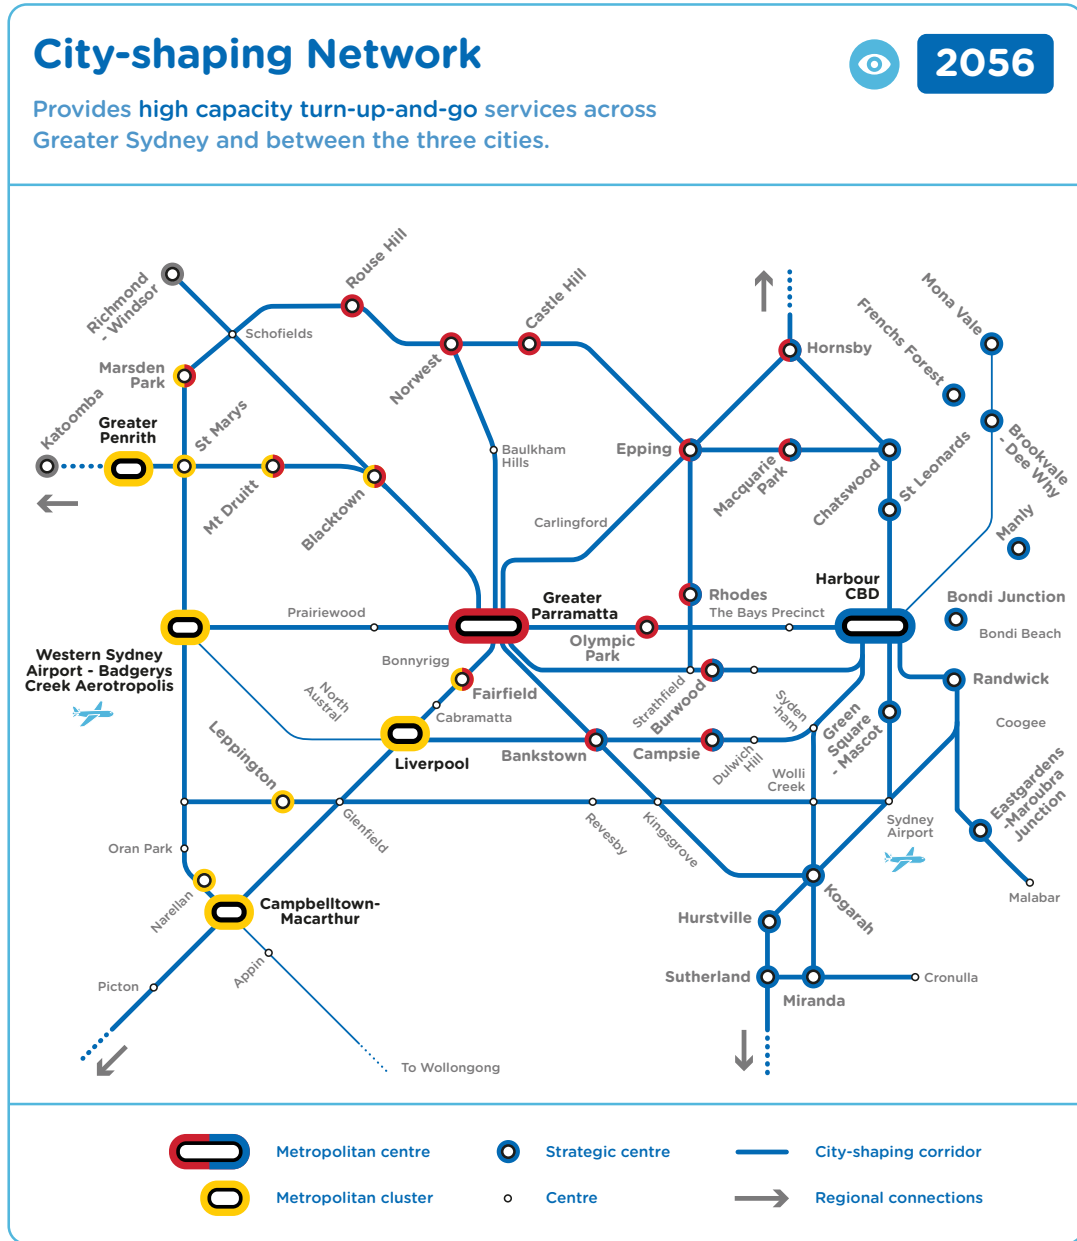 City-shaping Network
2056
Provides high capacity turn-up-and-go services across
Greater Sydney and between the three cities.
Richmond
- Windsor
Schofields
Rouse Hill
Castle Hill
Norwest
Marsden
Park
Katoomba
Greater
Penrith
St Marys
Mt Druitt
Blacktown
Baulkham
Hills
Carlingford
Epping
Hornsby
Macquarie
Park
Chatswood
St Leonards
Frenchs Forest
Mona Vale
Brookvale
- Dee Why
Manly
Harbour
CBD
Bondi Junction
Bondi Beach
Rhodes
The Bays Precinct
Greater
Parramatta
Olympic
Park
Prairiewood
Western Sydney
Airport - Badgerys
Creek Aerotropolis
Bonnyrigg
Fairfield
Cabramatta
North
Austral
Leppington
Liverpool
Bankstown
Strathfield
Burwood
Campsie
Dulwich
Hill
Syden
Ham
Green
Square
- Mascot
Randwick
Coogee
Wolli
Creek
Eastgardens
-Maroubra
Junction
Sydney
Airport
Malabar
Glenfield
Revesby
Kingsgrove
Oran Park
Narellan
Campbelltown-
Macarthur
Kogarah
Hurstville
Sutherland
Miranda
Cronulla
Picton
Appin
To Wollongong
Metropolitan centre
Strategic centre
City-shaping corridor
Metropolitan cluster
Centre
Regional connections